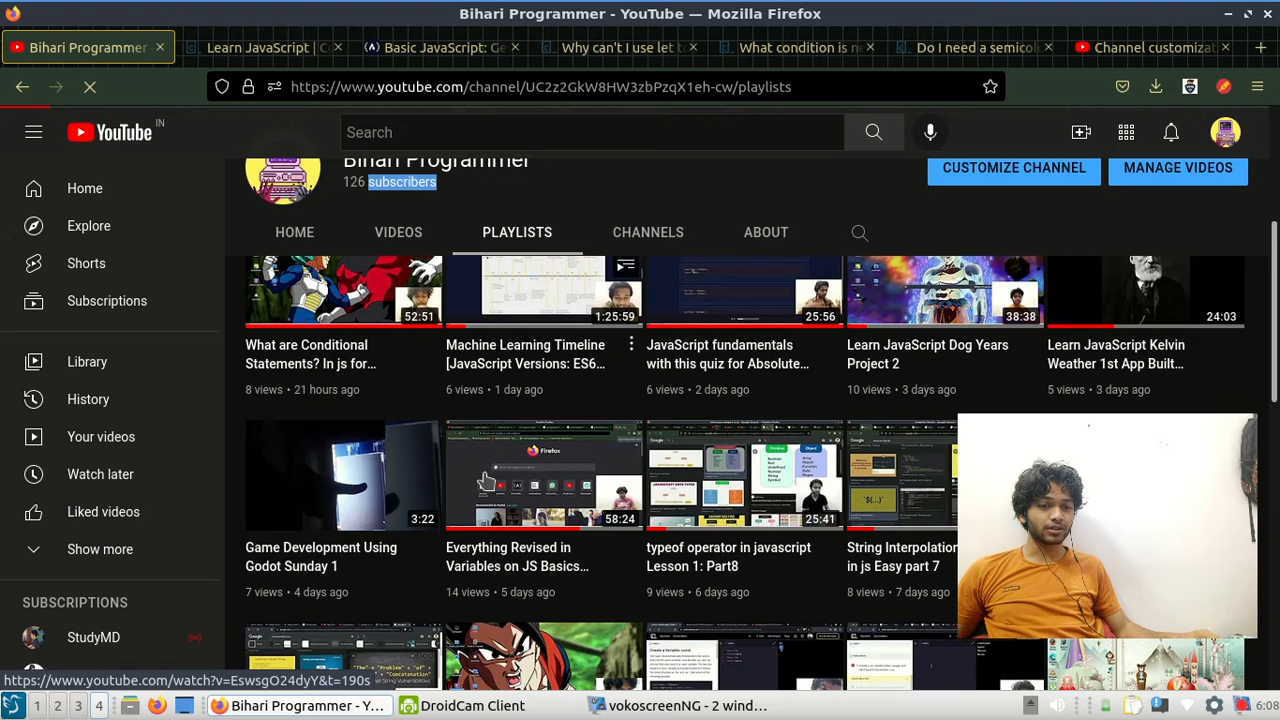 Bihari Programmer - YouTube — Mozilla Firefox
Bihari Programmer - Learn JavaScript | C Basic JavaScript: Ge Why can't I use let t What condition is ne Do I need a semicol Channel customizat
https://www.youtube.com/channel/UC2z2GkW8HW3zbPzqX1eh-cw/playlists
YouTube IN
Search
Bihari Programmer
126 subscribers
CUSTOMIZE CHANNEL
MANAGE VIDEOS
HOME VIDEOS PLAYLISTS CHANNELS ABOUT
Home
Explore
Shorts
Subscriptions
Library
History
Your videos
Watch later
Liked videos
Show more
SUBSCRIPTIONS
StudyMD
52:51
What are Conditional
Statements? In js for...
8 views • 21 hours ago
1:25:59
Machine Learning Timeline
[JavaScript Versions: ES6...
6 views • 1 day ago
25:56
JavaScript fundamentals
with this quiz for Absolute...
6 views • 2 days ago
38:38
Learn JavaScript Dog Years
Project 2
10 views • 3 days ago
24:03
Learn JavaScript Kelvin
Weather 1st App Built...
5 views • 3 days ago
3:22
Game Development Using
Godot Sunday 1
7 views • 4 days ago
Firefox
Everything Revised in
Variables on JS Basics...
14 views • 5 days ago
25:41
typeof operator in javascript
Lesson 1: Part8
9 views • 6 days ago
String Interpolation
in js Easy part 7
8 views • 7 days ago
https://www.youtube.com/watch?v=EswsgO24dyY&t=190s
1 2 3 4 Bihari Programmer - Y... DroidCam Client vokoscreenNG - 2 wind... 6:08